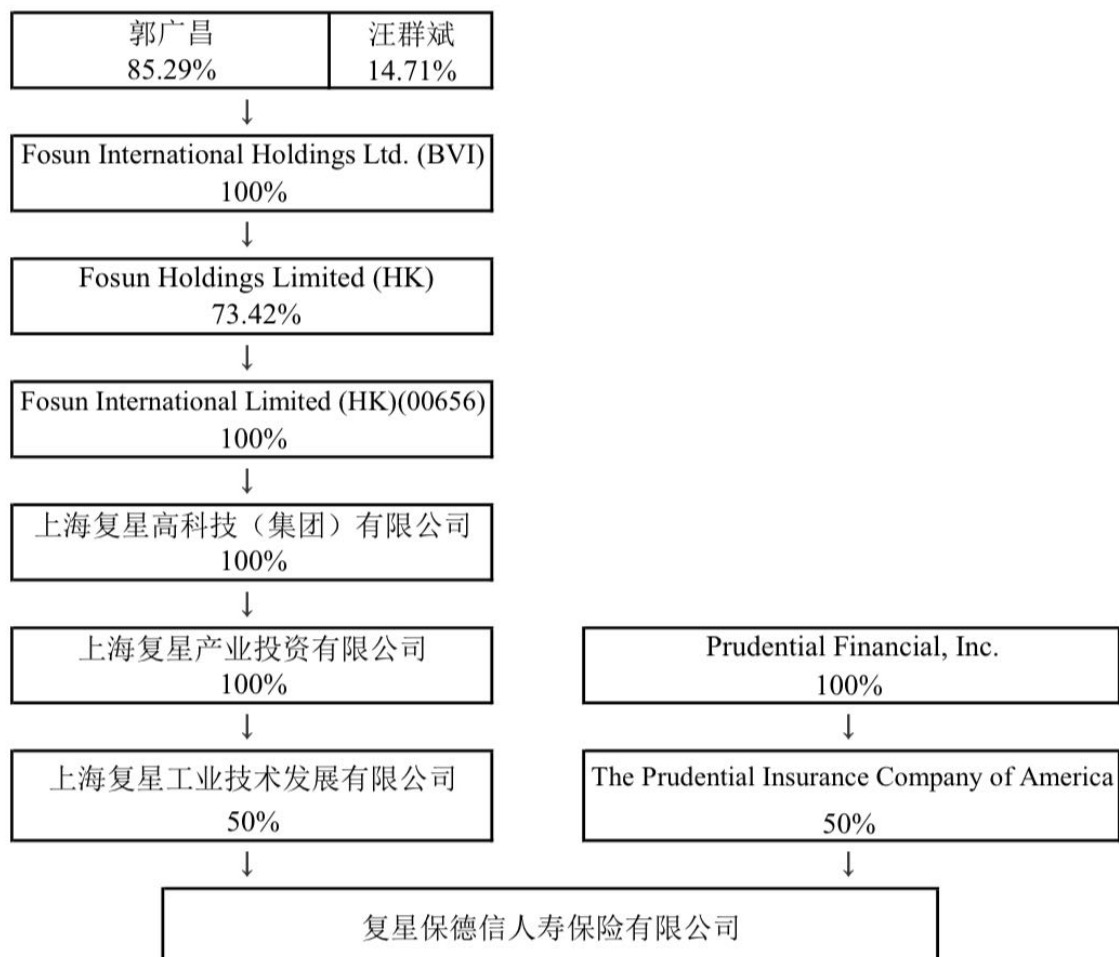 郭广昌
85.29%
汪群斌
14.71%
↓
Fosun International Holdings Ltd. (BVI)
100%
↓
Fosun Holdings Limited (HK)
73.42%
↓
Fosun International Limited (HK)(00656)
100%
↓
上海复星高科技（集团）有限公司
100%
↓
上海复星产业投资有限公司
100%
↓
上海复星工业技术发展有限公司
50%
↓
Prudential Financial, Inc.
100%
↓
The Prudential Insurance Company of America
50%
↓
复星保德信人寿保险有限公司